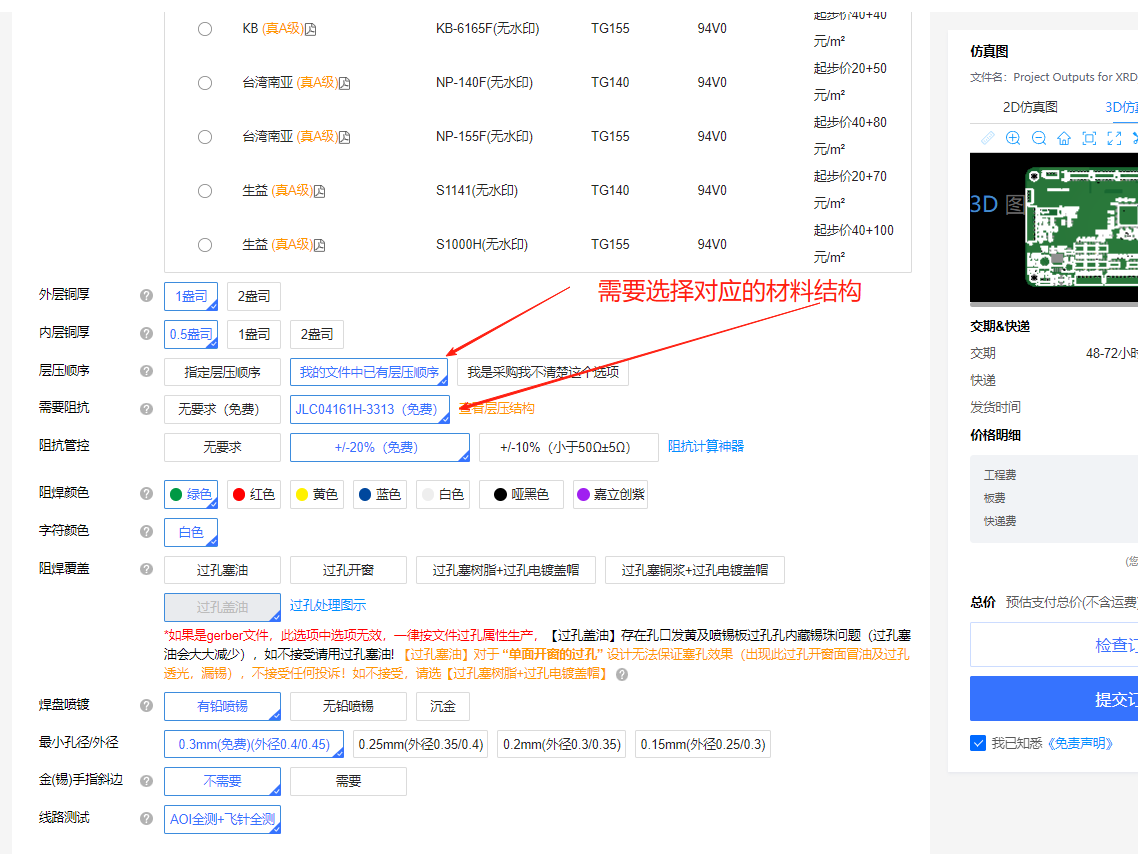 KB (真A级) KB-6165F(无水印) TG155 94V0 起步价40+40
元/m²
台湾南亚 (真A级) NP-140F(无水印) TG140 94V0 起步价20+50
元/m²
台湾南亚 (真A级) NP-155F(无水印) TG155 94V0 起步价40+80
元/m²
生益 (真A级) S1141(无水印) TG140 94V0 起步价20+70
元/m²
生益 (真A级) S1000H(无水印) TG155 94V0 起步价40+100
元/m²
需要选择对应的材料结构
外层铜厚 ? 1盎司 2盎司
内层铜厚 ? 0.5盎司 1盎司 2盎司
层压顺序 ? 指定层压顺序 我的文件中已有层压顺序 我是采购我不清楚这个选项
需要阻抗 ? 无要求（免费） JLC04161H-3313（免费） 查看层压结构
阻抗管控 无要求 +/-20%（免费） +/-10%（小于50Ω±5Ω） 阻抗计算神器
阻焊颜色 ? 绿色 红色 黄色 蓝色 白色 哑黑色 嘉立创紫
字符颜色 ? 白色
阻焊覆盖 ? 过孔塞油 过孔开窗 过孔塞树脂+过孔电镀盖帽 过孔塞铜浆+过孔电镀盖帽
过孔盖油 过孔处理图示
*如果是gerber文件，此选项中选项无效，一律按文件过孔属性生产，【过孔盖油】存在孔口发黄及喷锡板过孔孔内藏锡珠问题（过孔塞
油会大大减少），如不接受请用过孔塞油! 【过孔塞油】对于 “单面开窗的过孔” 设计无法保证塞孔效果（出现此过孔开窗面冒油及过孔
透光，漏锡），不接受任何投诉！如不接受，请选【过孔塞树脂+过孔电镀盖帽】 ?
焊盘喷镀 ? 有铅喷锡 无铅喷锡 沉金
最小孔径/外径 0.3mm(免费)(外径0.4/0.45) 0.25mm(外径0.35/0.4) 0.2mm(外径0.3/0.35) 0.15mm(外径0.25/0.3)
金(锡)手指斜边 ? 不需要 需要
线路测试 ? AOI全测+飞针全测
仿真图
文件名：Project Outputs for XRD
2D仿真图 3D仿真
3D 图
交期&快递
交期 48-72小时
快递
发货时间
价格明细
工程费
板费
快递费
(您
总价 预估支付总价(不含运费)
检查订
提交订
我已知悉《免责声明》